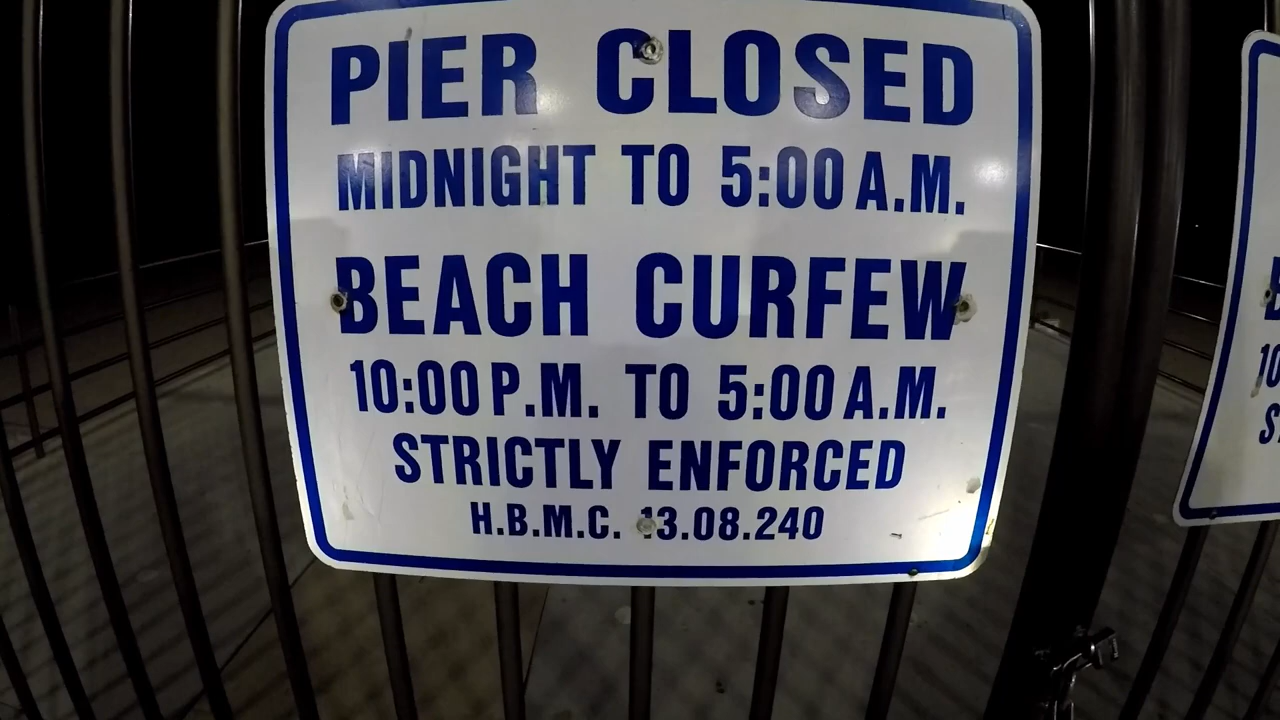 PIER CLOSED
MIDNIGHT TO 5:00 A.M.
BEACH CURFEW
10:00 P.M. TO 5:00 A.M.
STRICTLY ENFORCED
H.B.M.C. 13.08.240